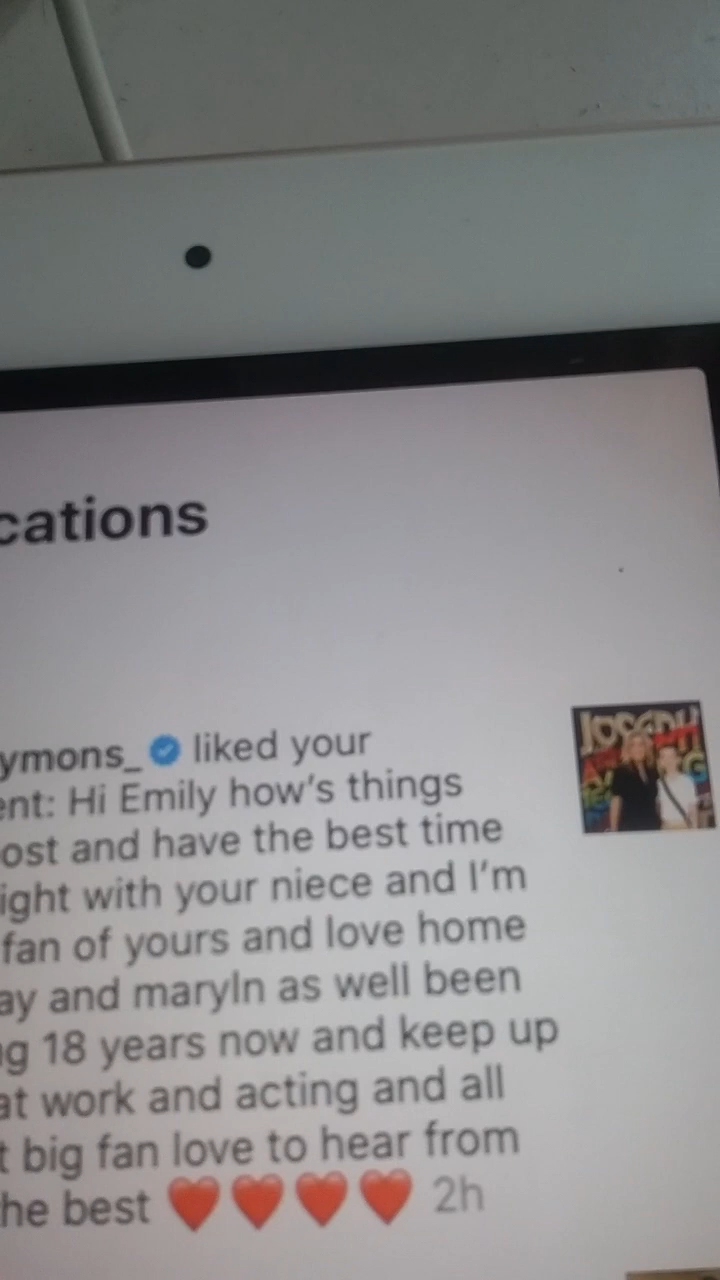 cations
ymons_ liked your
ent: Hi Emily how's things
ost and have the best time
ight with your niece and I'm
fan of yours and love home
ay and maryln as well been
ng 18 years now and keep up
at work and acting and all
t big fan love to hear from
he best ❤️❤️❤️❤️ 2h
JOSEPH